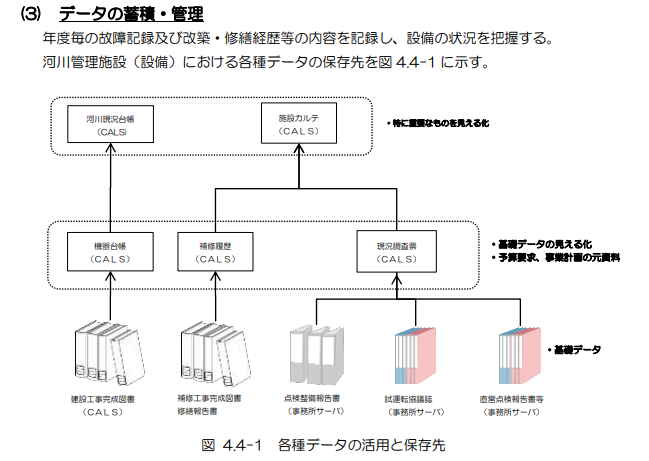 (3) データの蓄積・管理
年度毎の故障記録及び改築・修繕経歴等の内容を記録し、設備の状況を把握する。
河川管理施設（設備）における各種データの保存先を図 4.4-1 に示す。
河川現況台帳
（CALS）
施設カルテ
（ＣＡＬＳ）
・特に重要なものを見える化
機器台帳
（ＣＡＬＳ）
補修履歴
（ＣＡＬＳ）
現況調査票
（ＣＡＬＳ）
・基礎データの見える化
・予算要求、事業計画の元資料
・基礎データ
建設工事完成図書
（ＣＡＬＳ）
補修工事完成図書
修繕報告書
点検整備報告書
（事務所サーバ）
試運転協議誌
（事務所サーバ）
直営点検報告書等
（事務所サーバ）
図 4.4-1 各種データの活用と保存先